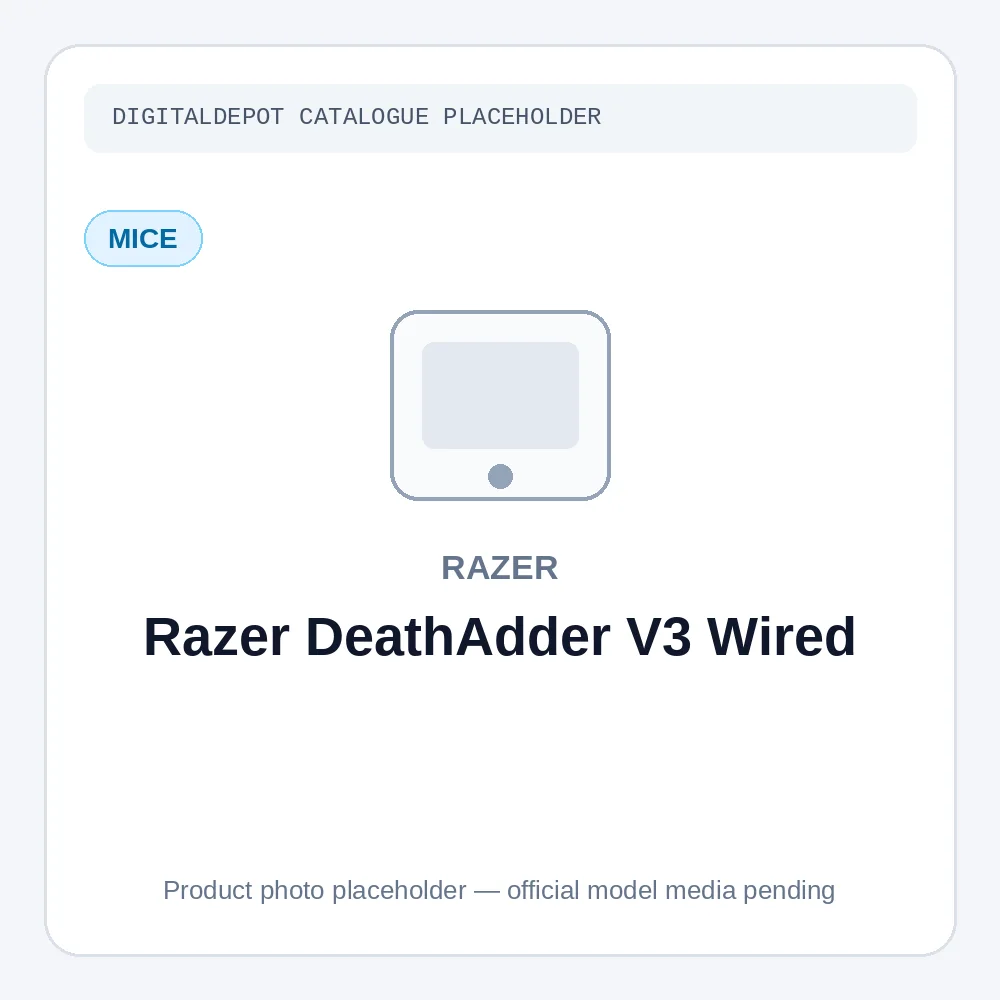 DIGITALDEPOT CATALOGUE PLACEHOLDER
MICE
RAZER
Razer DeathAdder V3 Wired
Product photo placeholder — official model media pending